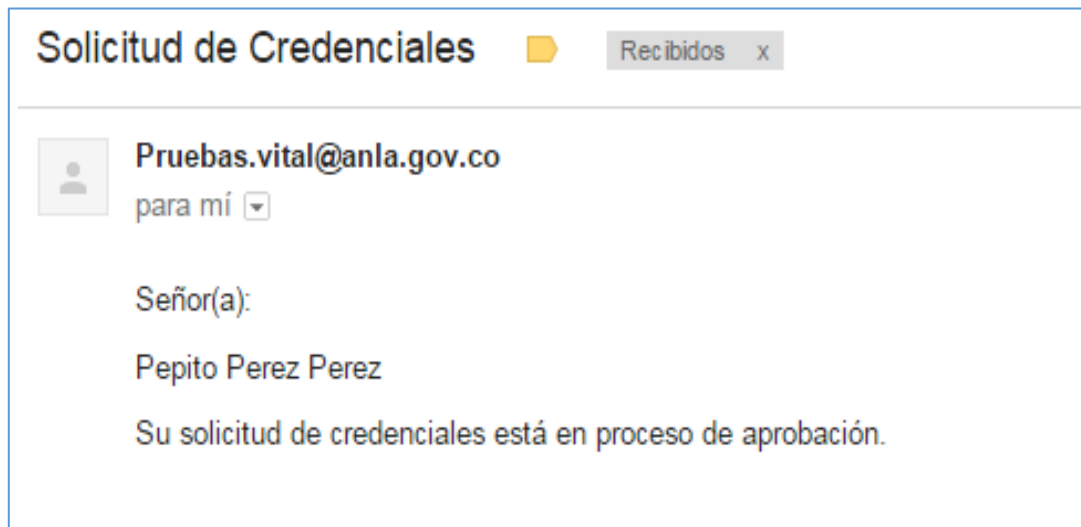 Solicitud de Credenciales
Recibidos x
Pruebas.vital@anla.gov.co
para mí
Señor(a):
Pepito Perez Perez
Su solicitud de credenciales está en proceso de aprobación.